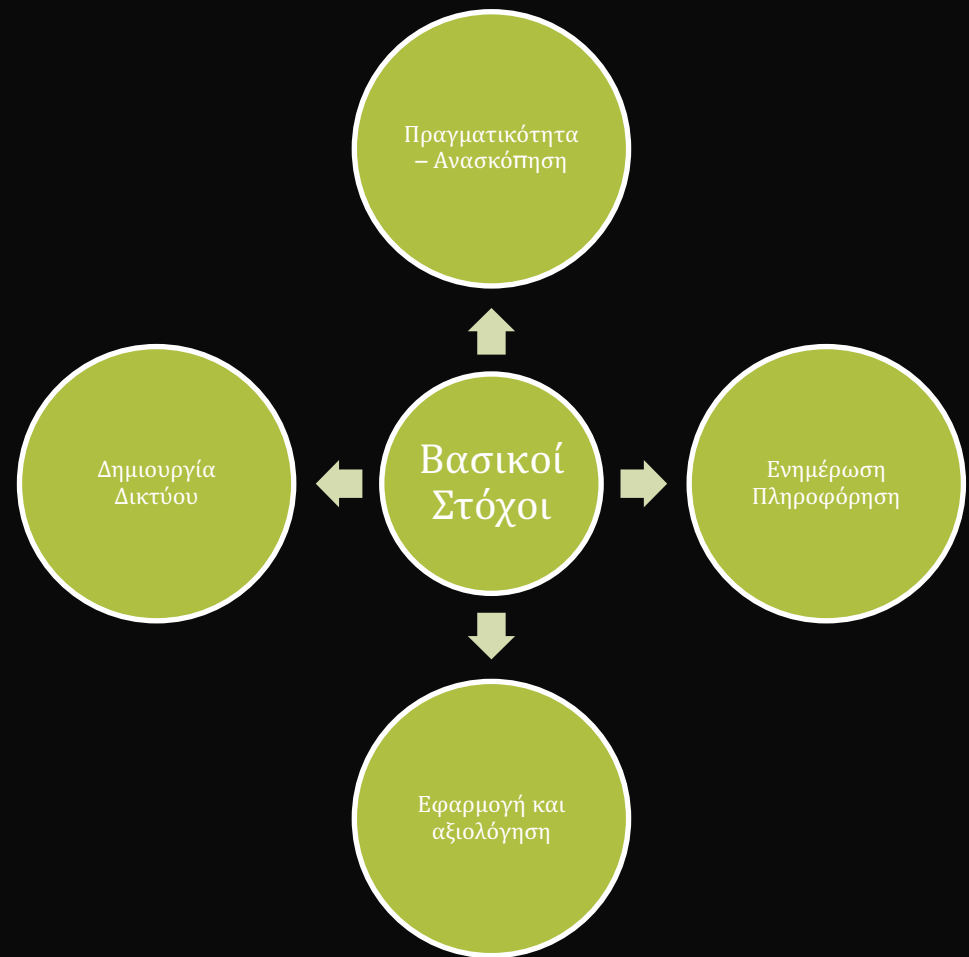 Πραγματικότητα
– Ανασκόπηση
Δημιουργία
Δικτύου
Βασικοί
Στόχοι
Ενημέρωση
Πληροφόρηση
Εφαρμογή και
αξιολόγηση